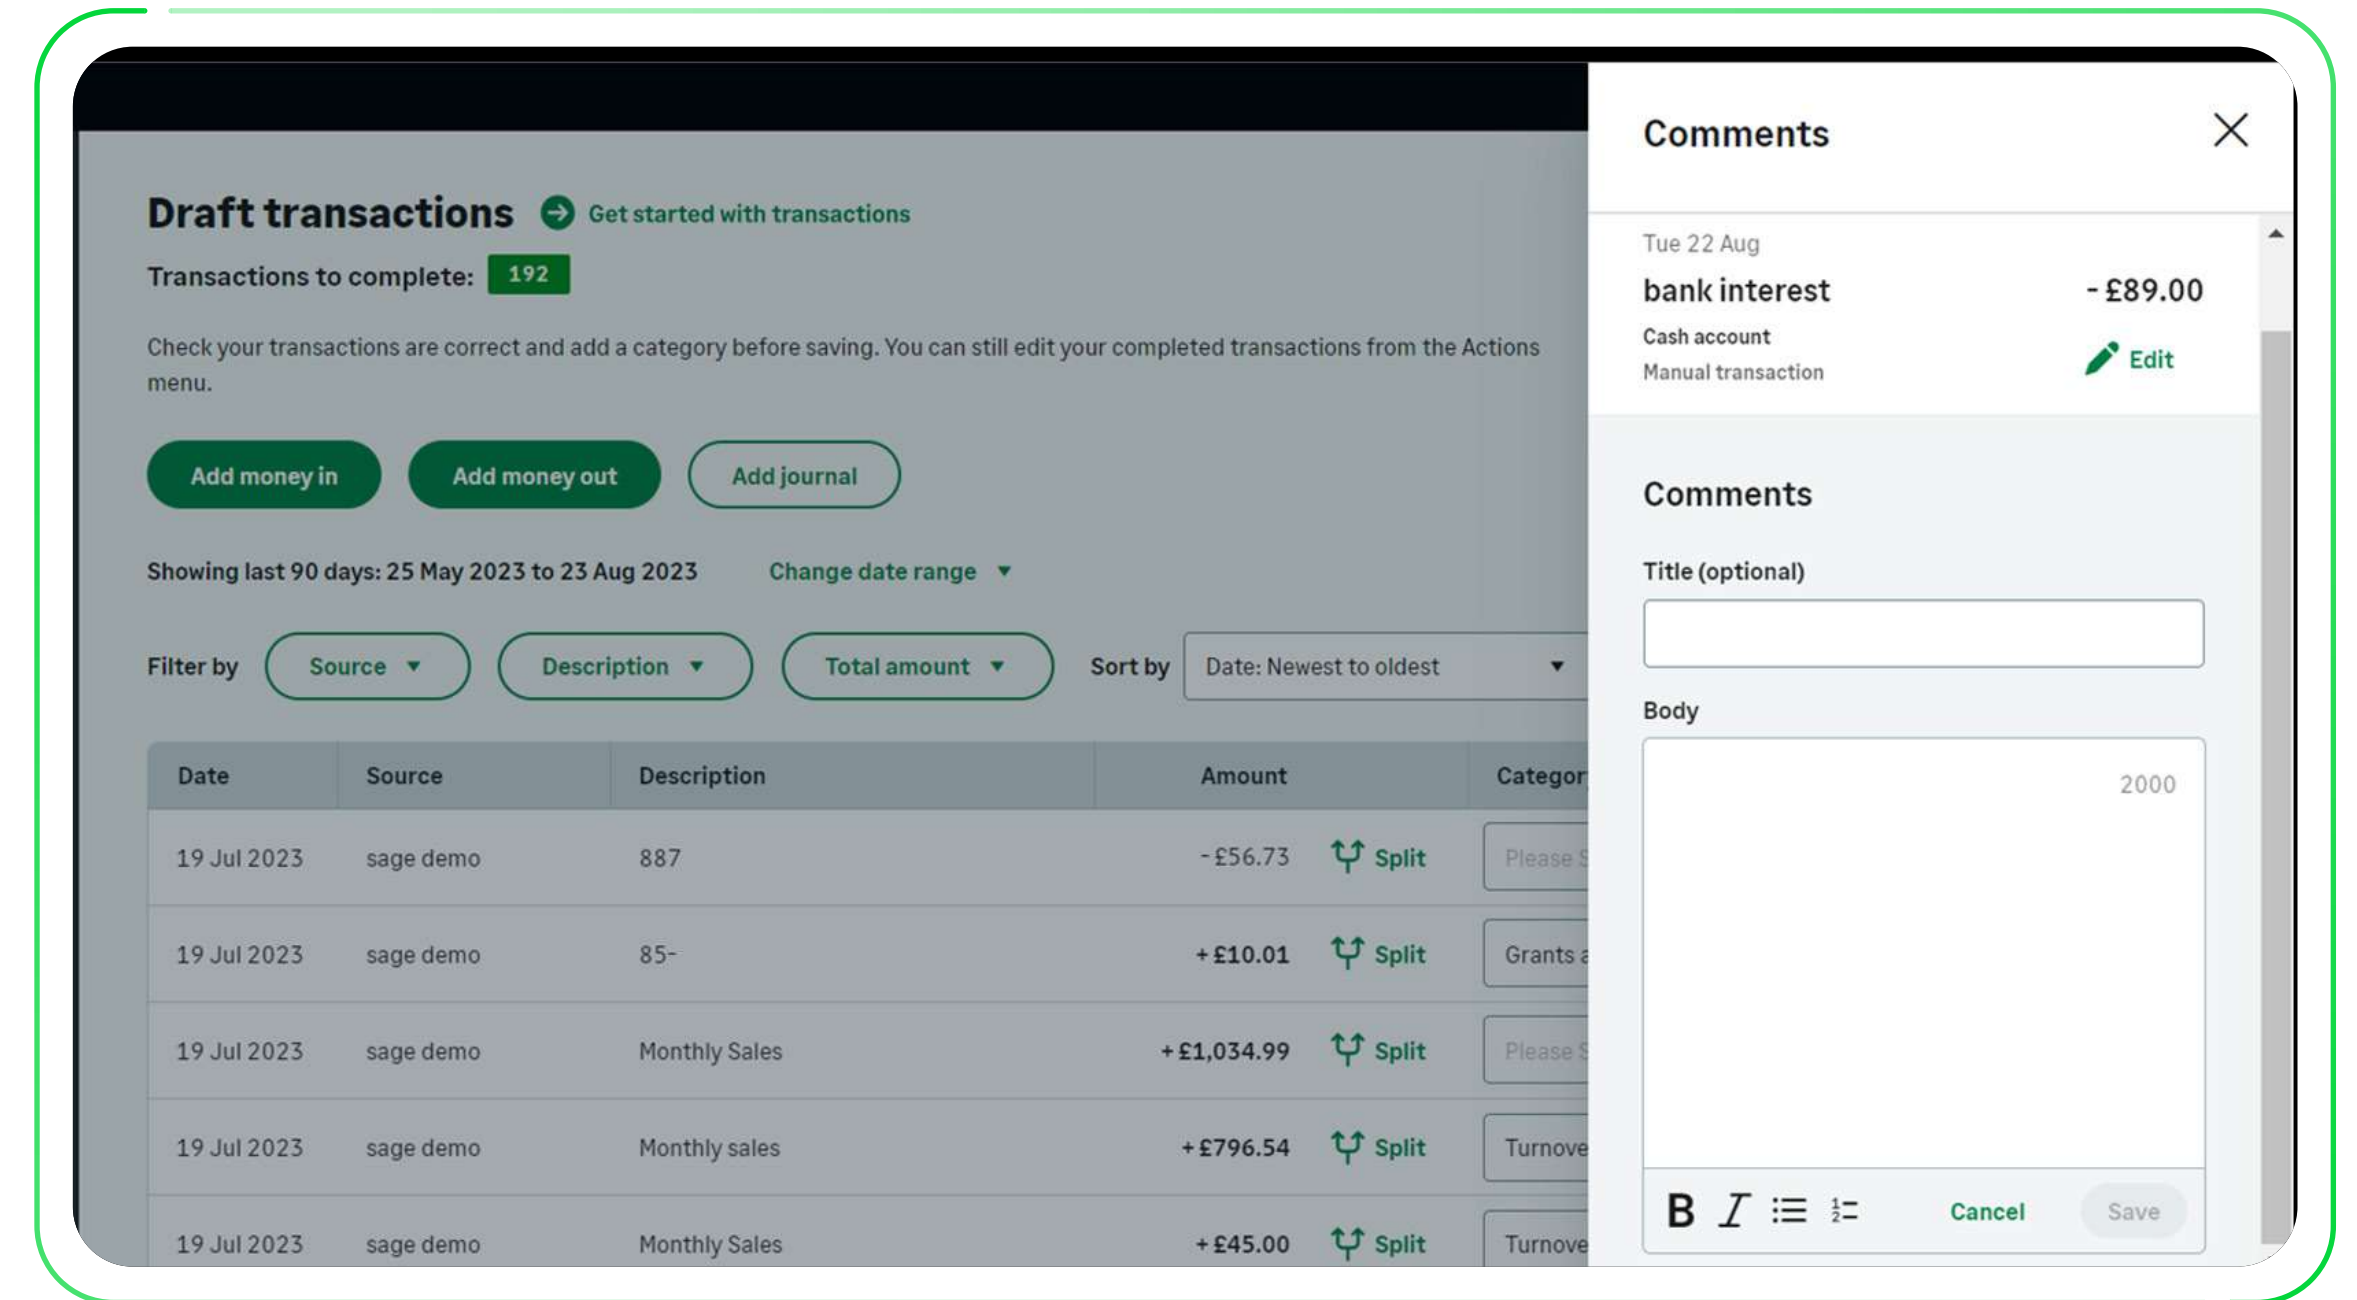 Draft transactions Get started with transactions
Transactions to complete: 192
Check your transactions are correct and add a category before saving. You can still edit your completed transactions from the Actions
menu.
Add money in Add money out Add journal
Showing last 90 days: 25 May 2023 to 23 Aug 2023 Change date range
Filter by Source Description Total amount Sort by Date: Newest to oldest
Date Source Description Amount Categor
19 Jul 2023 sage demo 887 -£56.73 Split Please S
19 Jul 2023 sage demo 85- +£10.01 Split Grants a
19 Jul 2023 sage demo Monthly Sales +£1,034.99 Split Please S
19 Jul 2023 sage demo Monthly sales +£796.54 Split Turnove
19 Jul 2023 sage demo Monthly Sales +£45.00 Split Turnove
Comments
Tue 22 Aug
bank interest -£89.00
Cash account
Manual transaction Edit
Comments
Title (optional)
Body
2000
B I Cancel Save